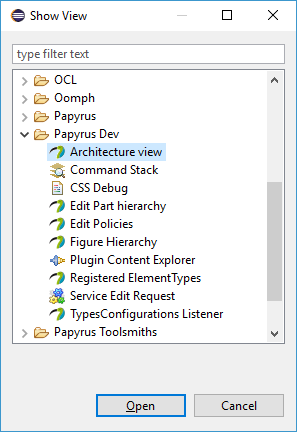 Show View
type filter text
OCL
Oomph
Papyrus
Papyrus Dev
Architecture view
Command Stack
CSS Debug
Edit Part hierarchy
Edit Policies
Figure Hierarchy
Plugin Content Explorer
Registered ElementTypes
Service Edit Request
TypesConfigurations Listener
Papyrus Toolsmiths
Open Cancel